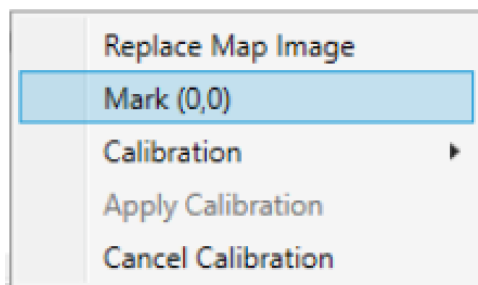 Replace Map Image
Mark (0,0)
Calibration
Apply Calibration
Cancel Calibration